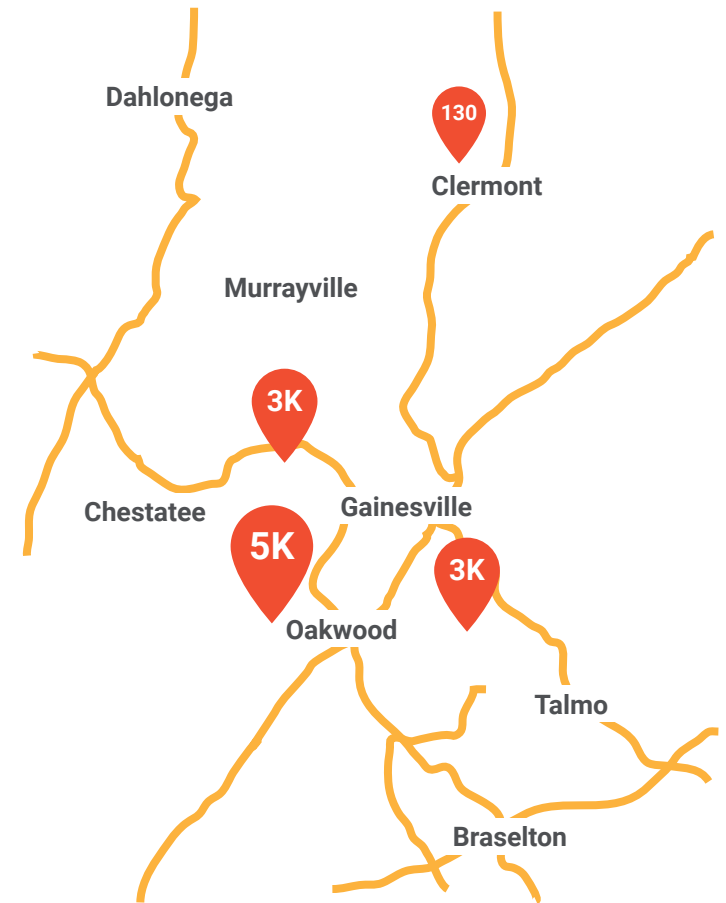 Dahlonega
130
Clermont
Murrayville
3K
Chestatee
Gainesville
5K
3K
Oakwood
Talmo
Braselton